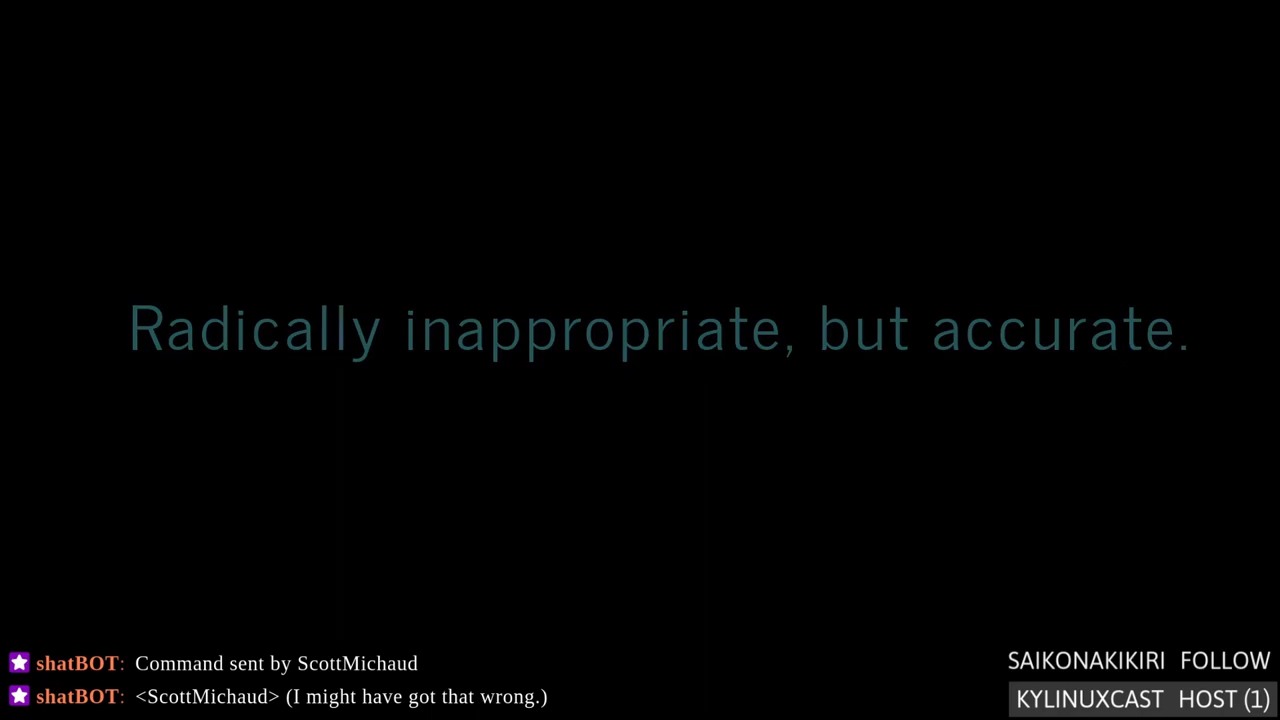 Radically inappropriate, but accurate.
shatBOT: Command sent by ScottMichaud
shatBOT: <ScottMichaud> (I might have got that wrong.)
SAIKONAKIKIRI FOLLOW
KYLINUXCAST HOST (1)